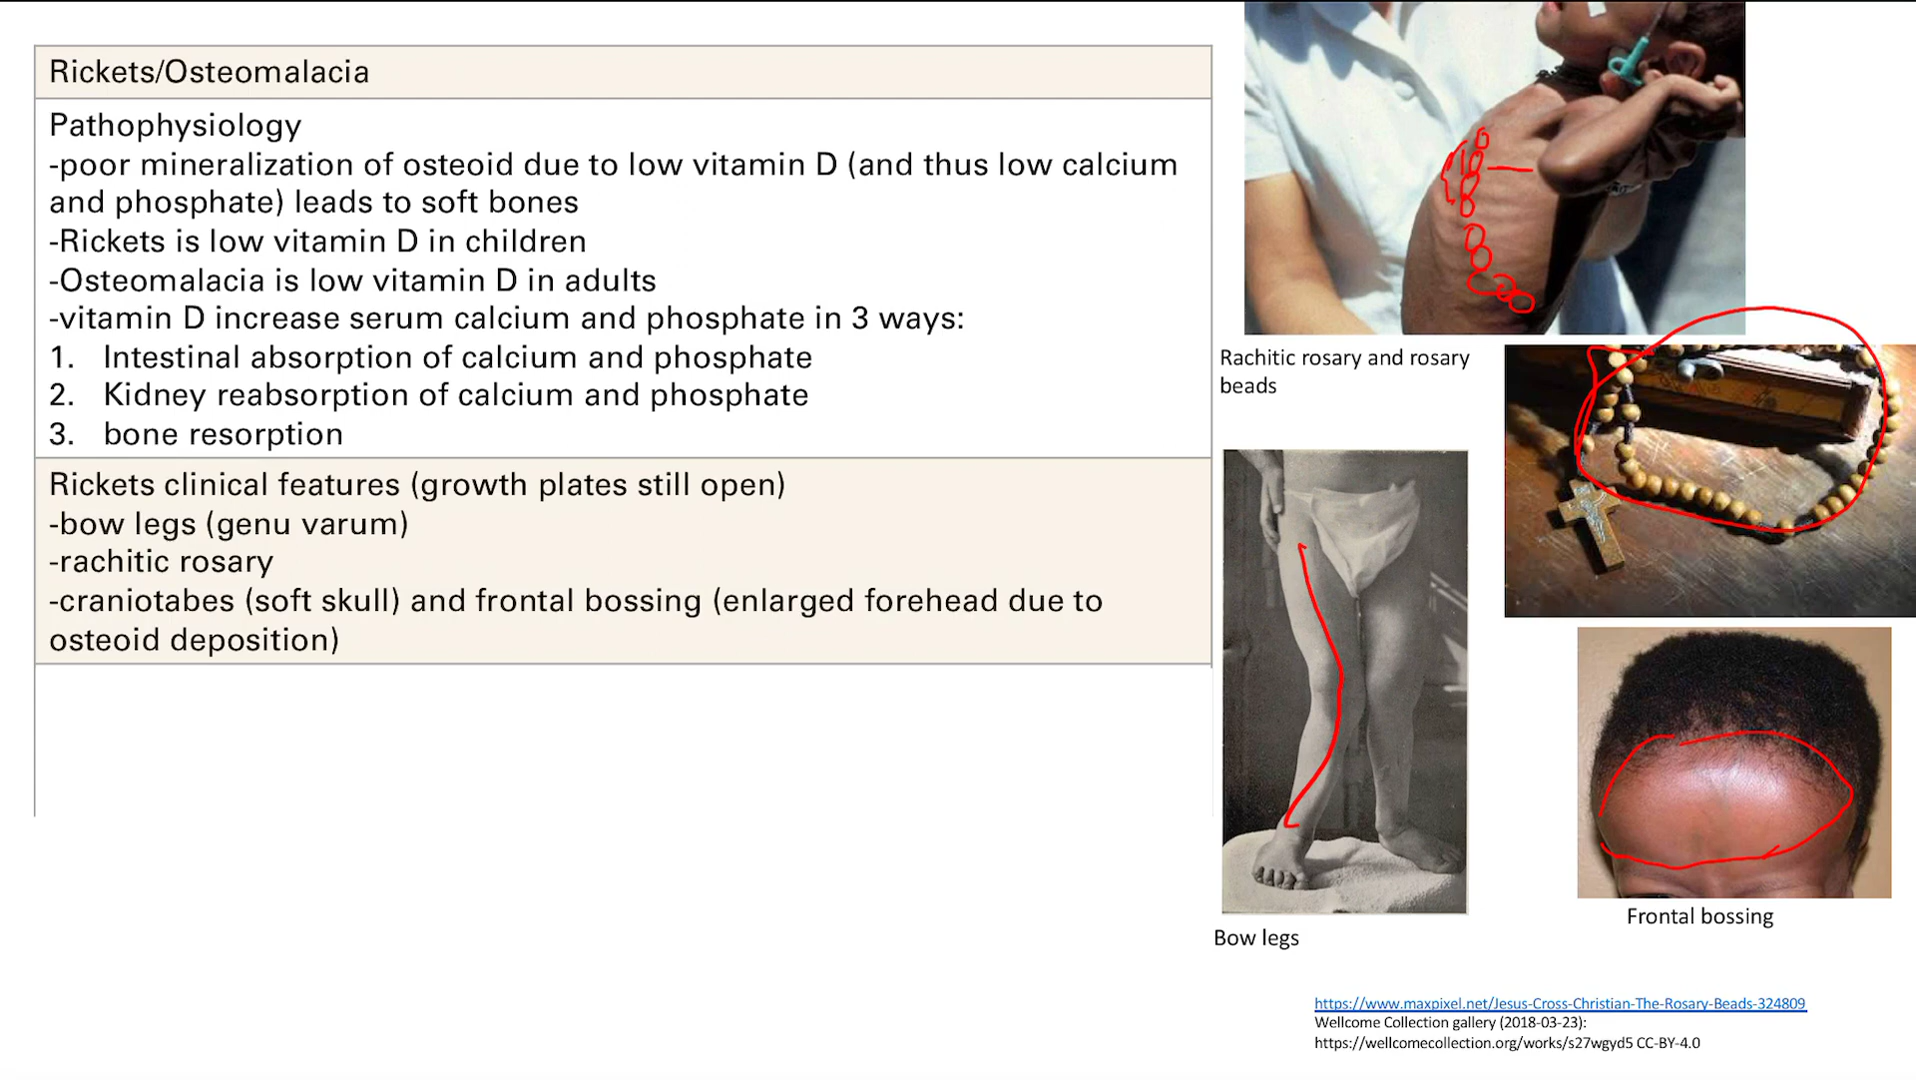 Rickets/Osteomalacia
Pathophysiology
-poor mineralization of osteoid due to low vitamin D (and thus low calcium
and phosphate) leads to soft bones
-Rickets is low vitamin D in children
-Osteomalacia is low vitamin D in adults
-vitamin D increase serum calcium and phosphate in 3 ways:
1. Intestinal absorption of calcium and phosphate
2. Kidney reabsorption of calcium and phosphate
3. bone resorption
Rickets clinical features (growth plates still open)
-bow legs (genu varum)
-rachitic rosary
-craniotabes (soft skull) and frontal bossing (enlarged forehead due to
osteoid deposition)
Rachitic rosary and rosary
beads
Bow legs
Frontal bossing
https://www.maxpixel.net/Jesus-Cross-Christian-The-Rosary-Beads-324809
Wellcome Collection gallery (2018-03-23):
https://wellcomecollection.org/works/s27wgyd5 CC-BY-4.0